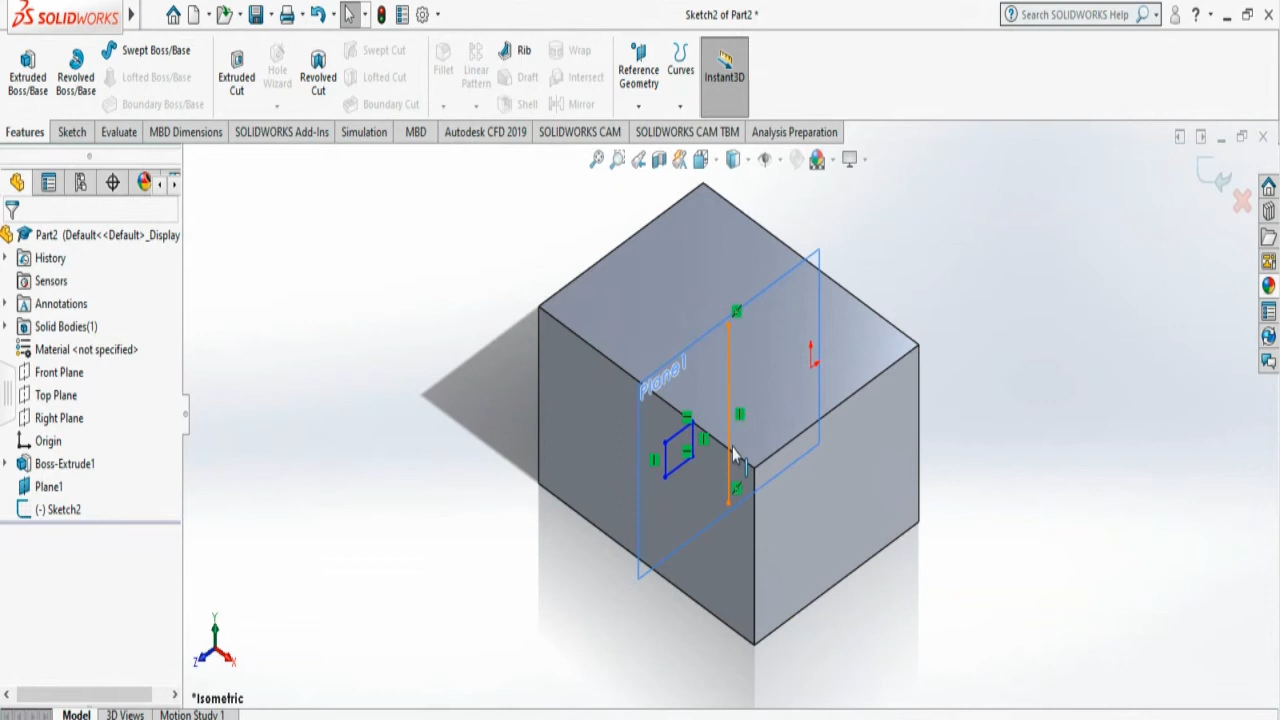 SOLIDWORKS
Sketch2 of Part2 *
Search SOLIDWORKS Help
Extruded Boss/Base
Revolved Boss/Base
Swept Boss/Base
Lofted Boss/Base
Boundary Boss/Base
Extruded Cut
Hole Wizard
Revolved Cut
Swept Cut
Lofted Cut
Boundary Cut
Fillet
Linear Pattern
Rib
Draft
Shell
Wrap
Intersect
Mirror
Reference Geometry
Curves
Instant3D
Features
Sketch
Evaluate
MBD Dimensions
SOLIDWORKS Add-Ins
Simulation
MBD
Autodesk CFD 2019
SOLIDWORKS CAM
SOLIDWORKS CAM TBM
Analysis Preparation
Part2 (Default<<Default>_Display
History
Sensors
Annotations
Solid Bodies(1)
Material <not specified>
Front Plane
Top Plane
Right Plane
Origin
Boss-Extrude1
Plane1
(-) Sketch2
Plane1
Y
Z
X
*Isometric
Model
3D Views
Motion Study 1